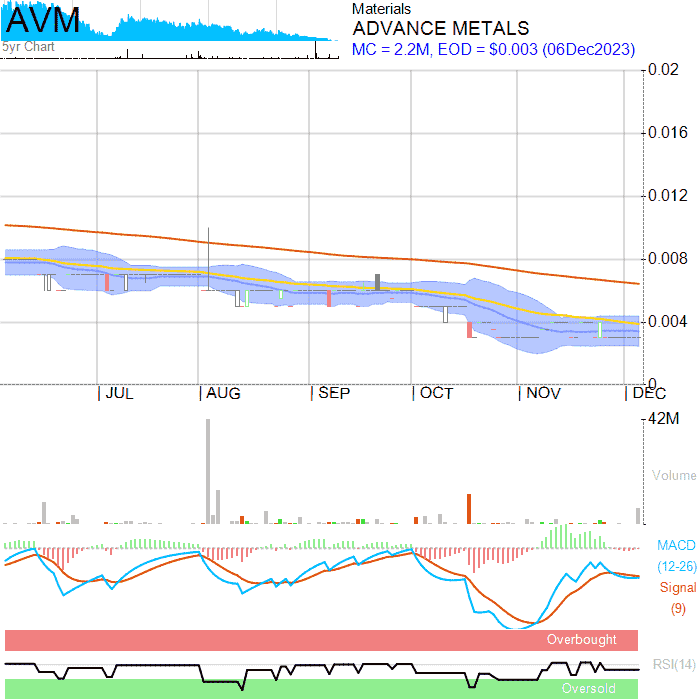 AVM
5yr Chart
Materials
ADVANCE METALS
MC = 2.2M, EOD = $0.003 (06Dec2023)
0.02
0.016
0.012
0.008
0.004
0
JUL AUG SEP OCT NOV DEC
42M
Volume
MACD
(12-26)
Signal
(9)
Overbought
RSI(14)
Oversold